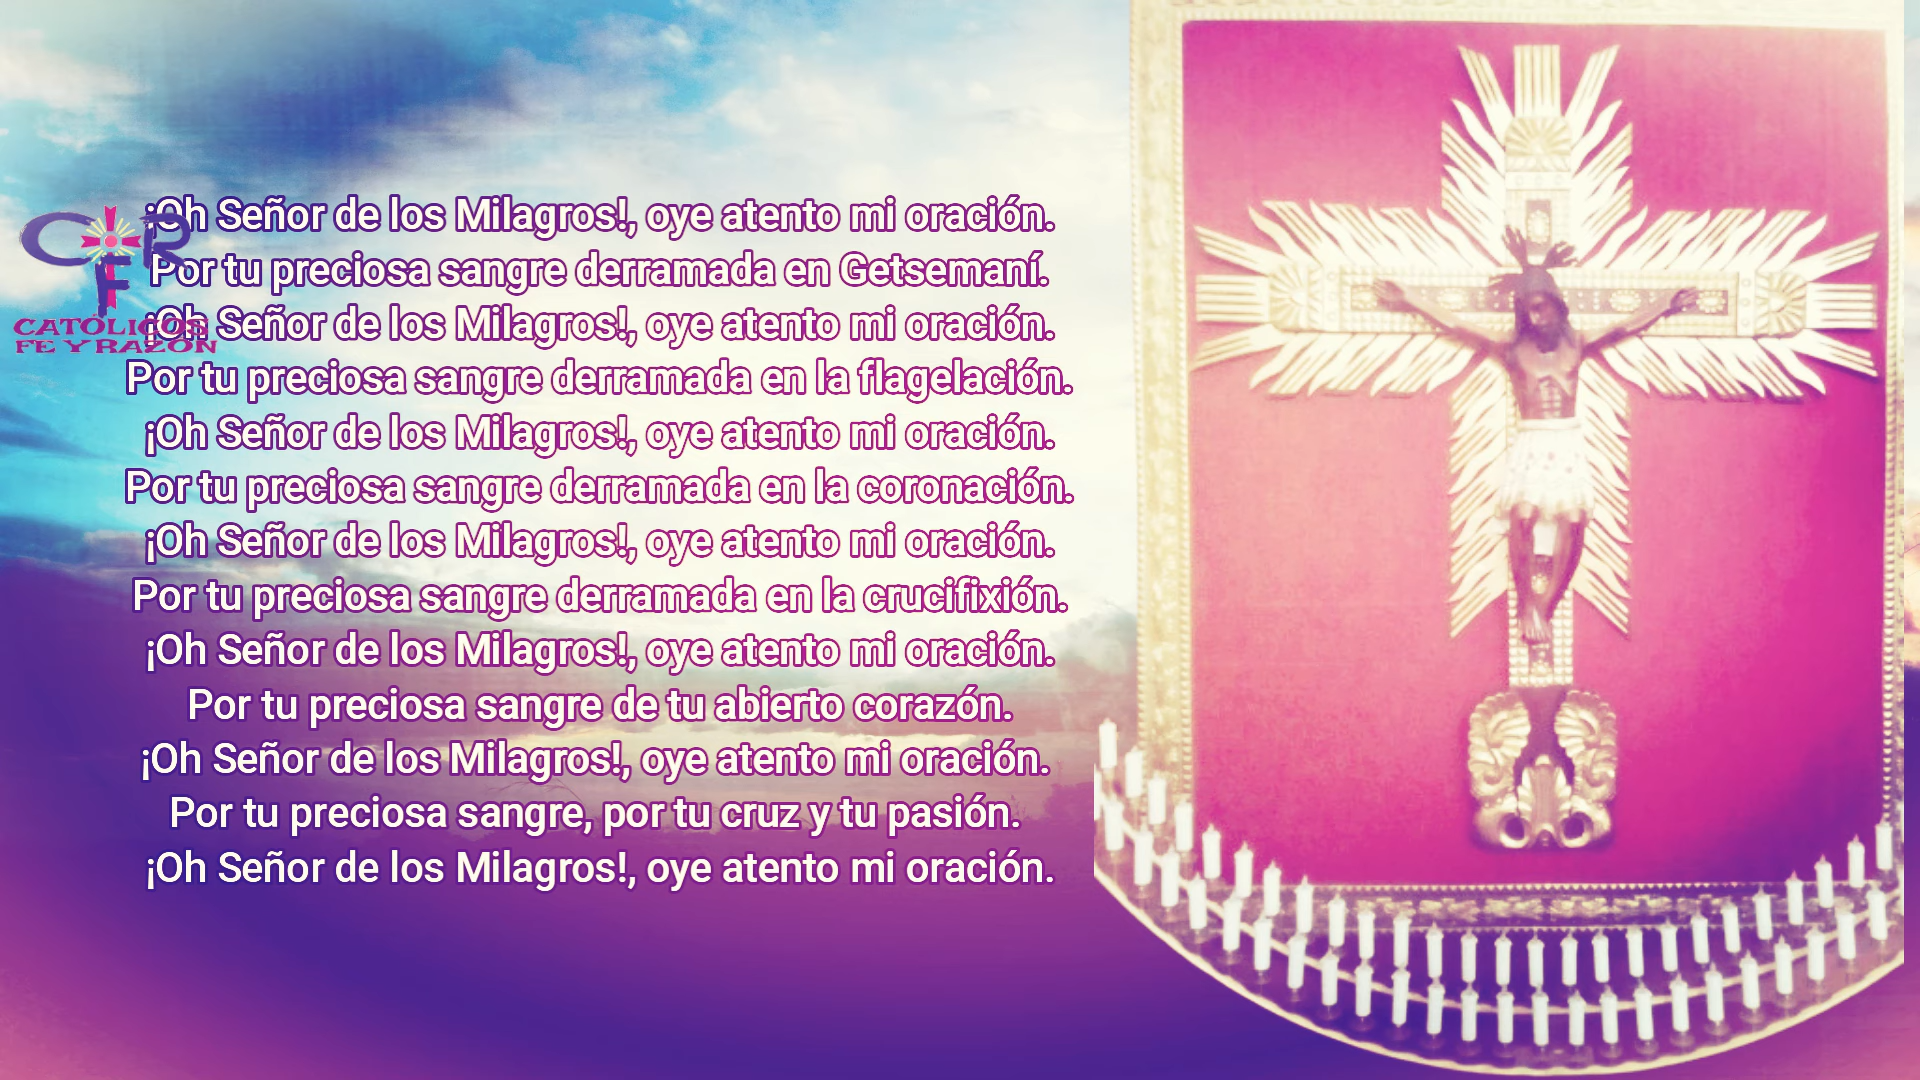 ¡Oh Señor de los Milagros!, oye atento mi oración.
Por tu preciosa sangre derramada en Getsemaní.
¡Oh Señor de los Milagros!, oye atento mi oración.
Por tu preciosa sangre derramada en la flagelación.
¡Oh Señor de los Milagros!, oye atento mi oración.
Por tu preciosa sangre derramada en la coronación.
¡Oh Señor de los Milagros!, oye atento mi oración.
Por tu preciosa sangre derramada en la crucifixión.
¡Oh Señor de los Milagros!, oye atento mi oración.
Por tu preciosa sangre de tu abierto corazón.
¡Oh Señor de los Milagros!, oye atento mi oración.
Por tu preciosa sangre, por tu cruz y tu pasión.
¡Oh Señor de los Milagros!, oye atento mi oración.
CFR
CATÓLICOS
FE Y RAZÓN